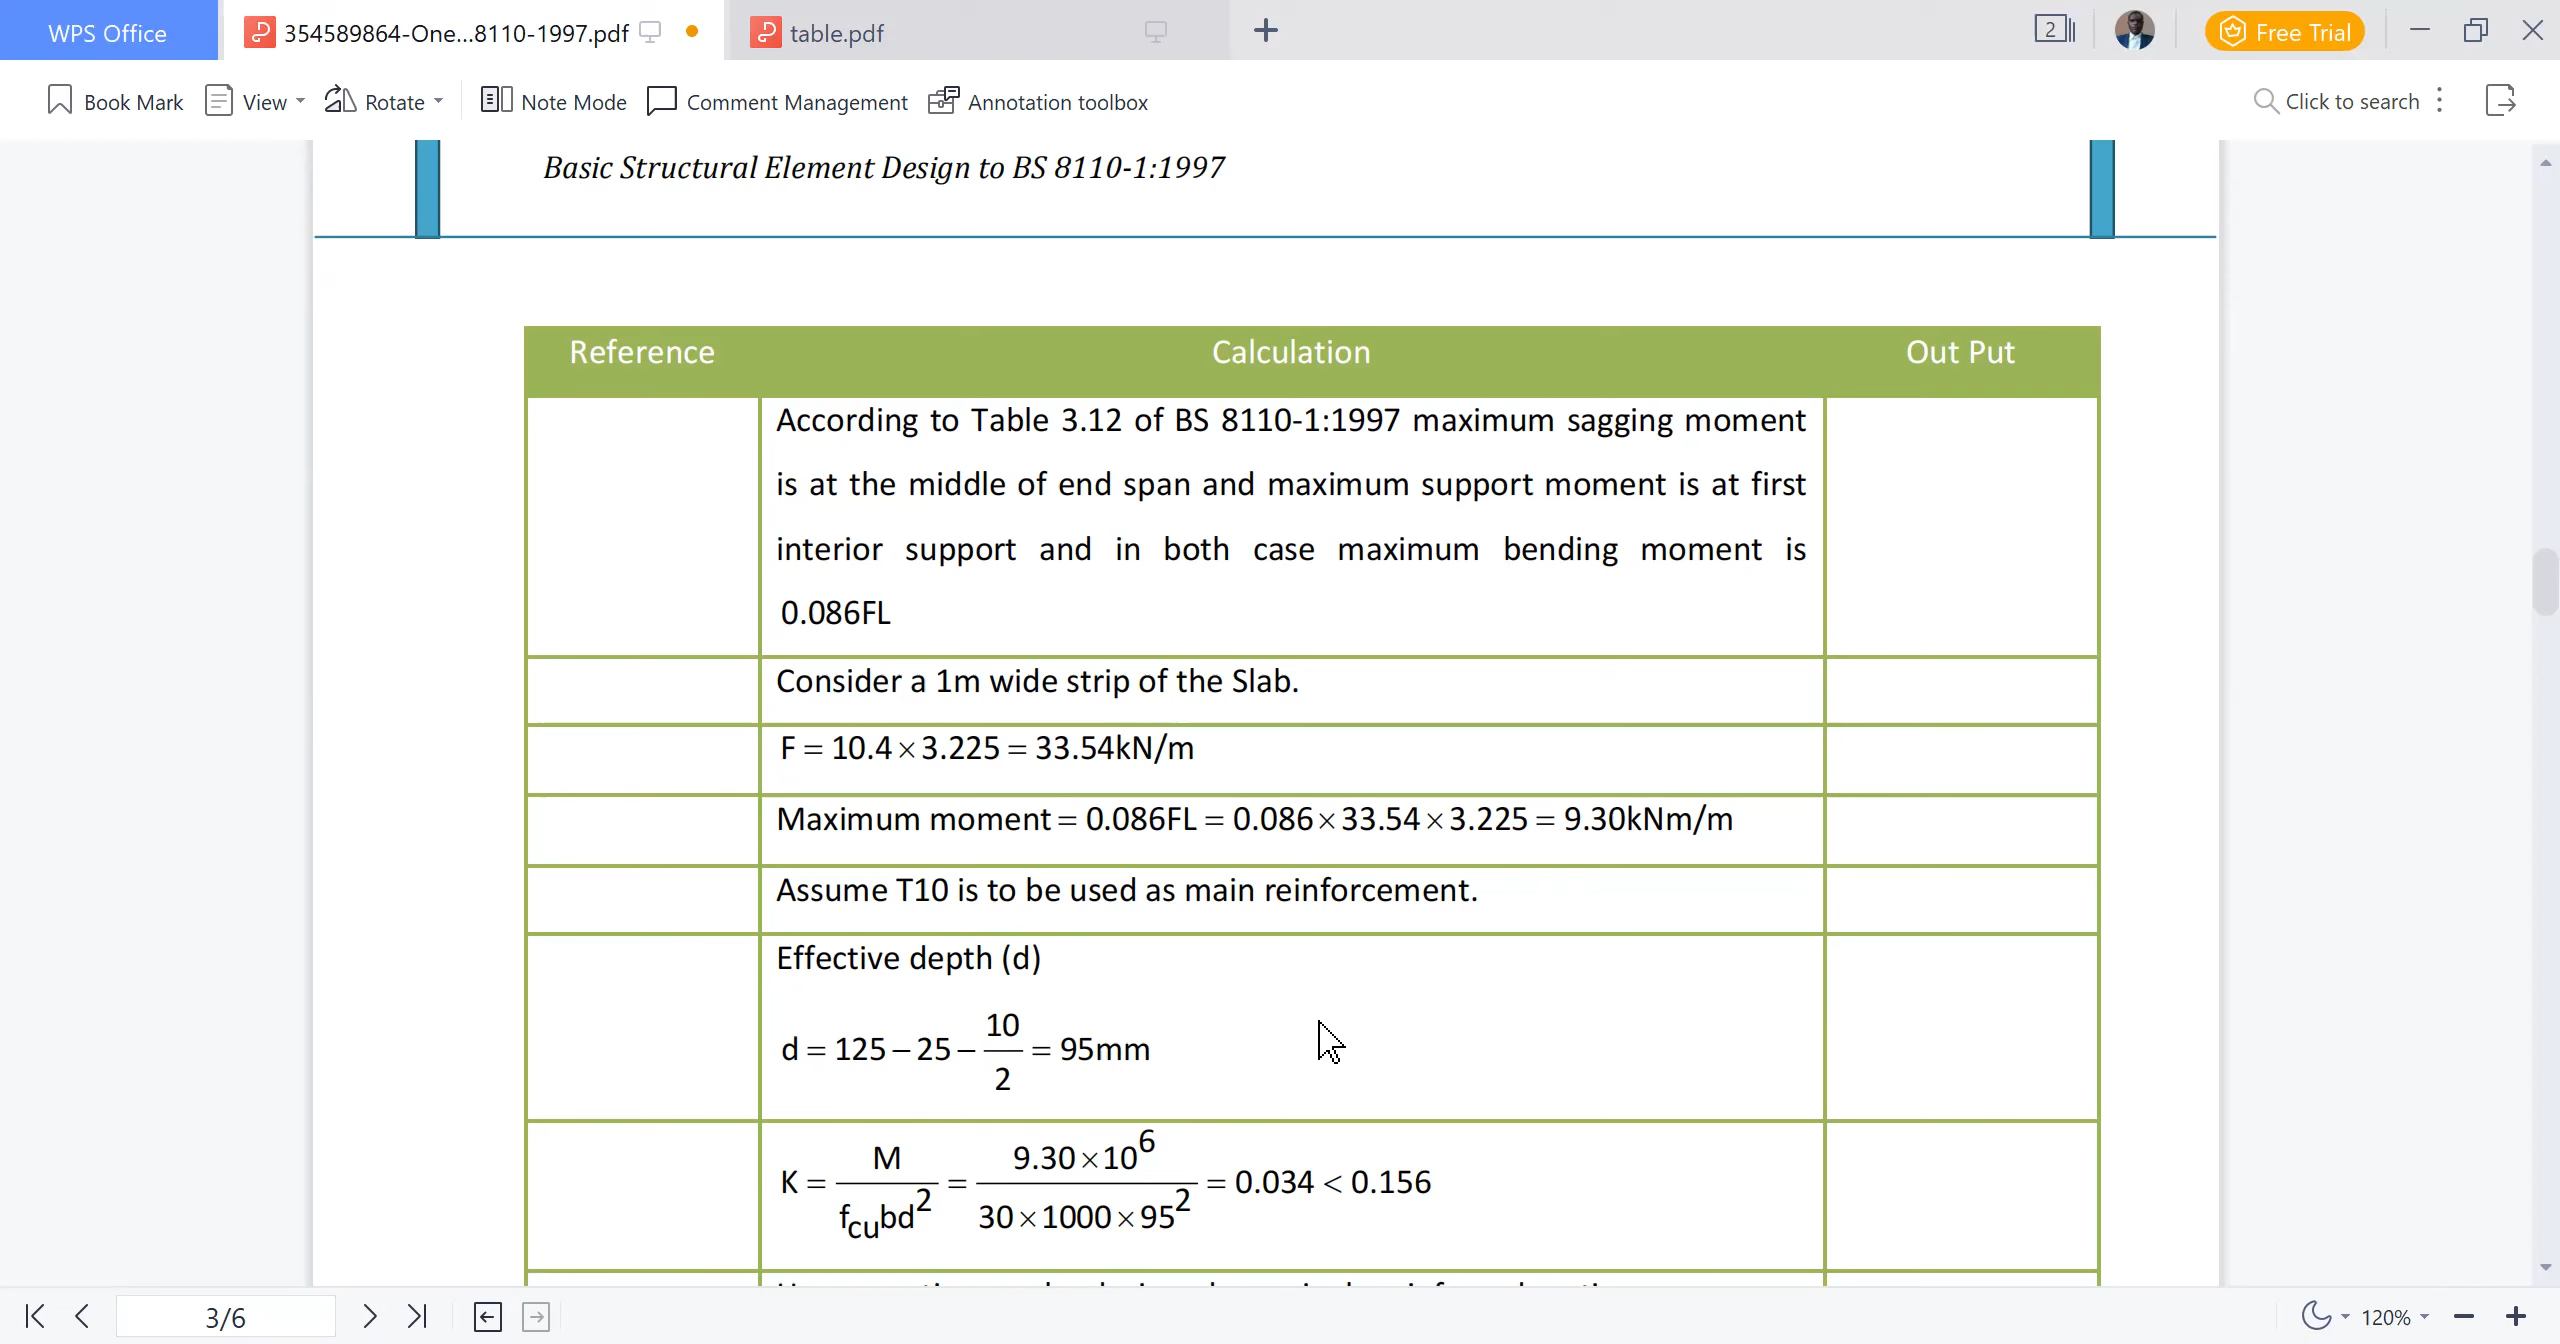 WPS Office
354589864-One...8110-1997.pdf
table.pdf
2
Free Trial
Book Mark
View
Rotate
Note Mode
Comment Management
Annotation toolbox
Click to search
Basic Structural Element Design to BS 8110-1:1997
Reference Calculation Out Put
According to Table 3.12 of BS 8110-1:1997 maximum sagging moment
is at the middle of end span and maximum support moment is at first
interior support and in both case maximum bending moment is
0.086FL
Consider a 1m wide strip of the Slab.
F = 10.4 × 3.225 = 33.54kN/m
Maximum moment = 0.086FL = 0.086 × 33.54 × 3.225 = 9.30kNm/m
Assume T10 is to be used as main reinforcement.
Effective depth (d)
d = 125 – 25 – 10/2 = 95mm
K = M/f_cu bd² = 9.30 × 10⁶/30 × 1000 × 95² = 0.034 < 0.156
3/6
120%